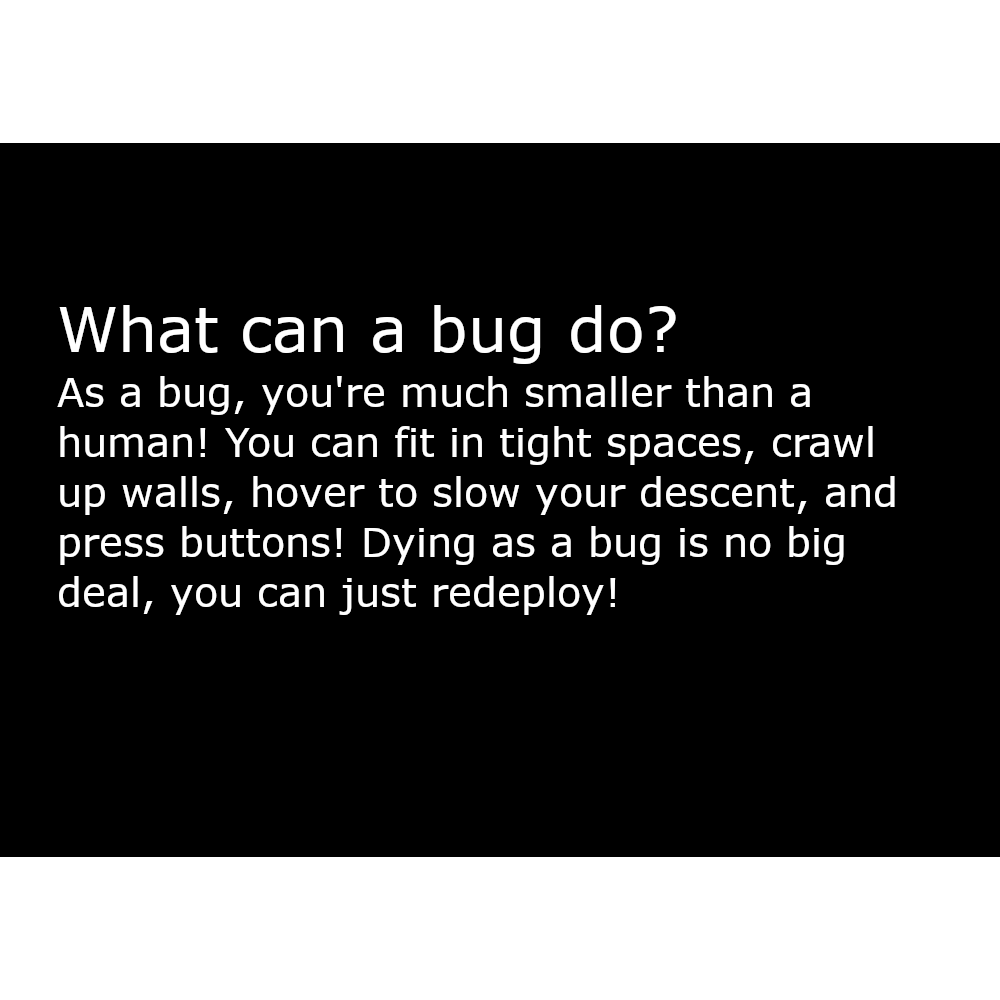 What can a bug do?
As a bug, you're much smaller than a
human! You can fit in tight spaces, crawl
up walls, hover to slow your descent, and
press buttons! Dying as a bug is no big
deal, you can just redeploy!